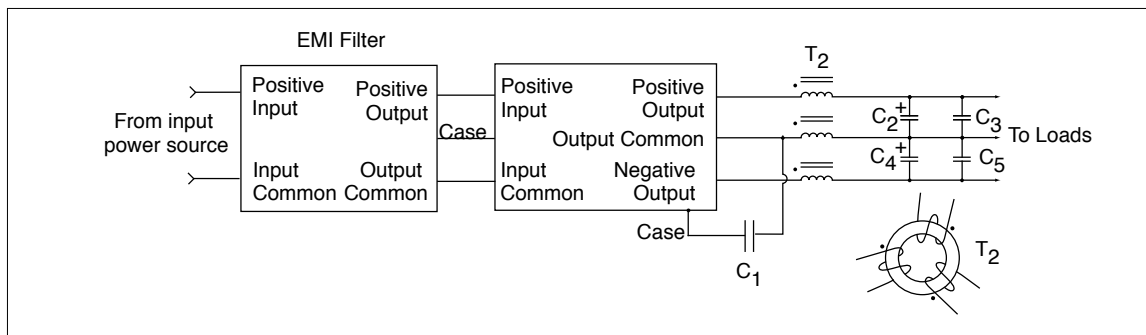 EMI Filter
From input
power source
Positive
Input
Positive
Output
Input
Common
Output
Common
Case
Positive
Input
Positive
Output
Output Common
Input
Common
Negative
Output
Case
C1
T2
C2
+
C3
C4
+
C5
To Loads
T2